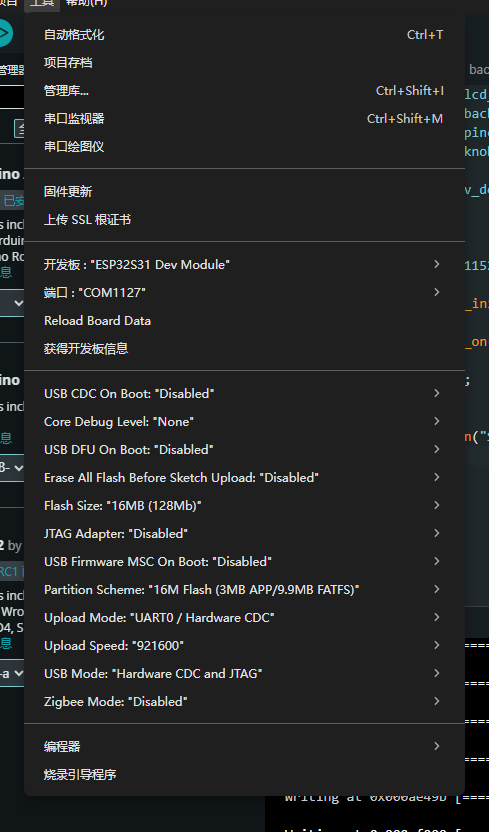 项目 工具 帮助(H)
自动格式化 Ctrl+T
项目存档
管理库... Ctrl+Shift+I
串口监视器 Ctrl+Shift+M
串口绘图仪
固件更新
上传 SSL 根证书
开发板 : "ESP32S31 Dev Module"
端口 : "COM1127"
Reload Board Data
获得开发板信息
USB CDC On Boot: "Disabled"
Core Debug Level: "None"
USB DFU On Boot: "Disabled"
Erase All Flash Before Sketch Upload: "Disabled"
Flash Size: "16MB (128Mb)"
JTAG Adapter: "Disabled"
USB Firmware MSC On Boot: "Disabled"
Partition Scheme: "16M Flash (3MB APP/9.9MB FATFS)"
Upload Mode: "UART0 / Hardware CDC"
Upload Speed: "921600"
USB Mode: "Hardware CDC and JTAG"
Zigbee Mode: "Disabled"
编程器
烧录引导程序
Writing at 0x000ae49b [====